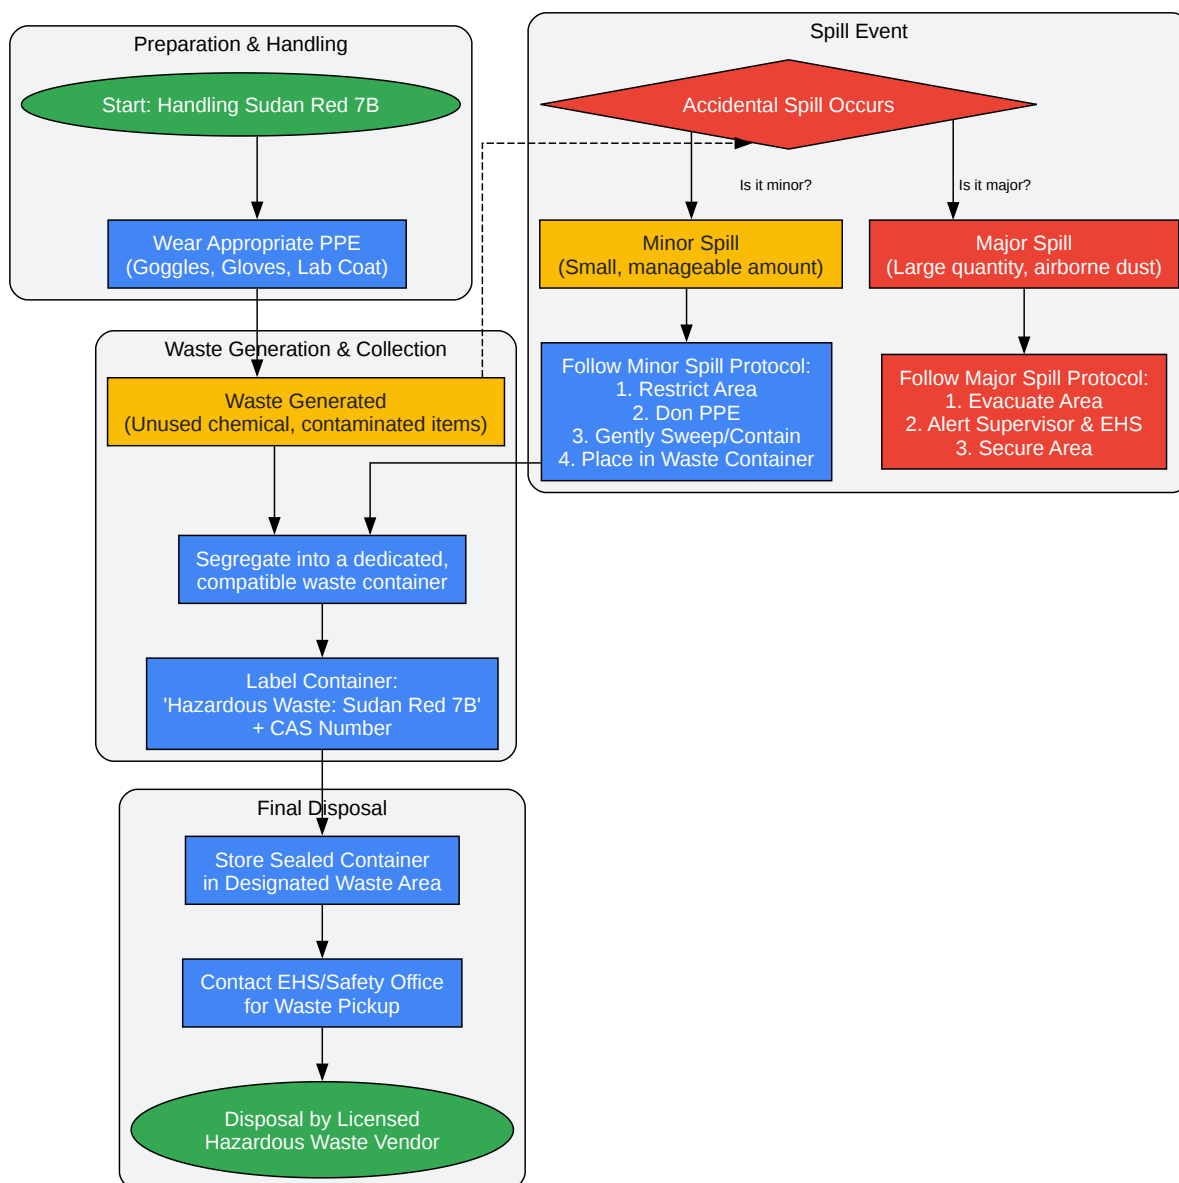 Preparation & Handling
Start: Handling Sudan Red 7B
Wear Appropriate PPE
(Goggles, Gloves, Lab Coat)
Spill Event
Accidental Spill Occurs
Is it minor?
Is it major?
Minor Spill
(Small, manageable amount)
Major Spill
(Large quantity, airborne dust)
Follow Minor Spill Protocol:
1. Restrict Area
2. Don PPE
3. Gently Sweep/Contain
4. Place in Waste Container
Follow Major Spill Protocol:
1. Evacuate Area
2. Alert Supervisor & EHS
3. Secure Area
Waste Generation & Collection
Waste Generated
(Unused chemical, contaminated items)
Segregate into a dedicated,
compatible waste container
Label Container:
'Hazardous Waste: Sudan Red 7B'
+ CAS Number
Final Disposal
Store Sealed Container
in Designated Waste Area
Contact EHS/Safety Office
for Waste Pickup
Disposal by Licensed
Hazardous Waste Vendor